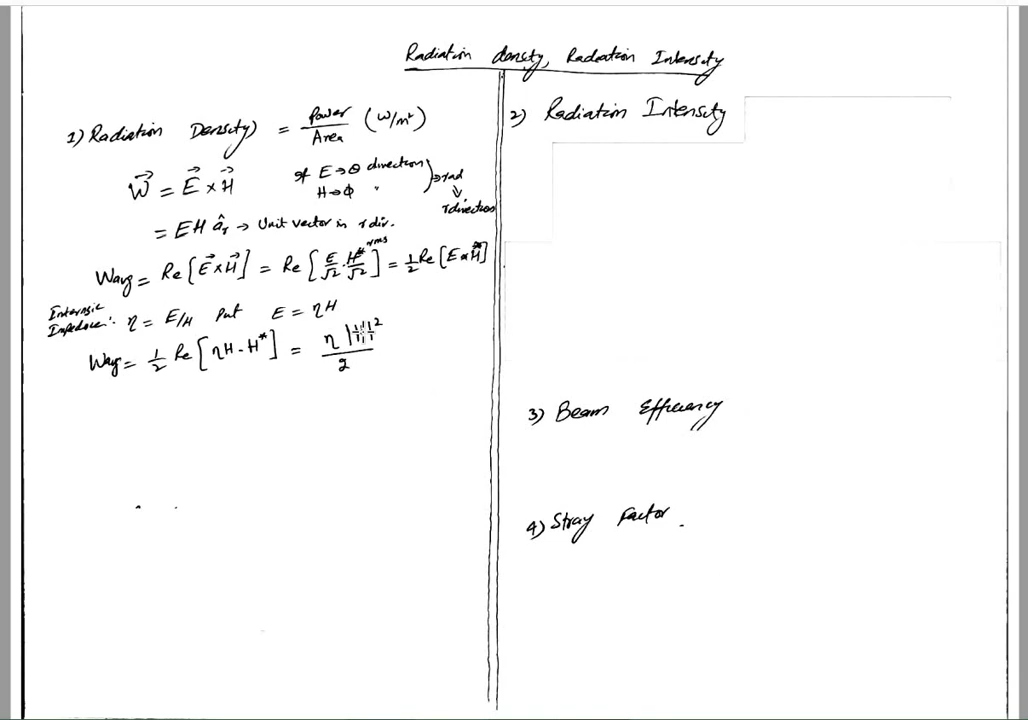 Radiation density, Radiation Intensity
1) Radiation Density) = Power/Area (W/m²)
W⃗ = E⃗ × H⃗ If E→θ direction
H→ϕ " } → rad
⇓
r direction
= EH âr → Unit vector in r dir.
Wavg = Re[E⃗×H⃗] = Re[E/√2 · H*/√2]rms = 1/2 Re[E × H*]
Internsic
Impedance: η = E/H Put E = ηH
Wavg = 1/2 Re[ηH - H*] = η|H|²/2
2) Radiation Intensity
3) Beam Efficiency
4) Stray Factor